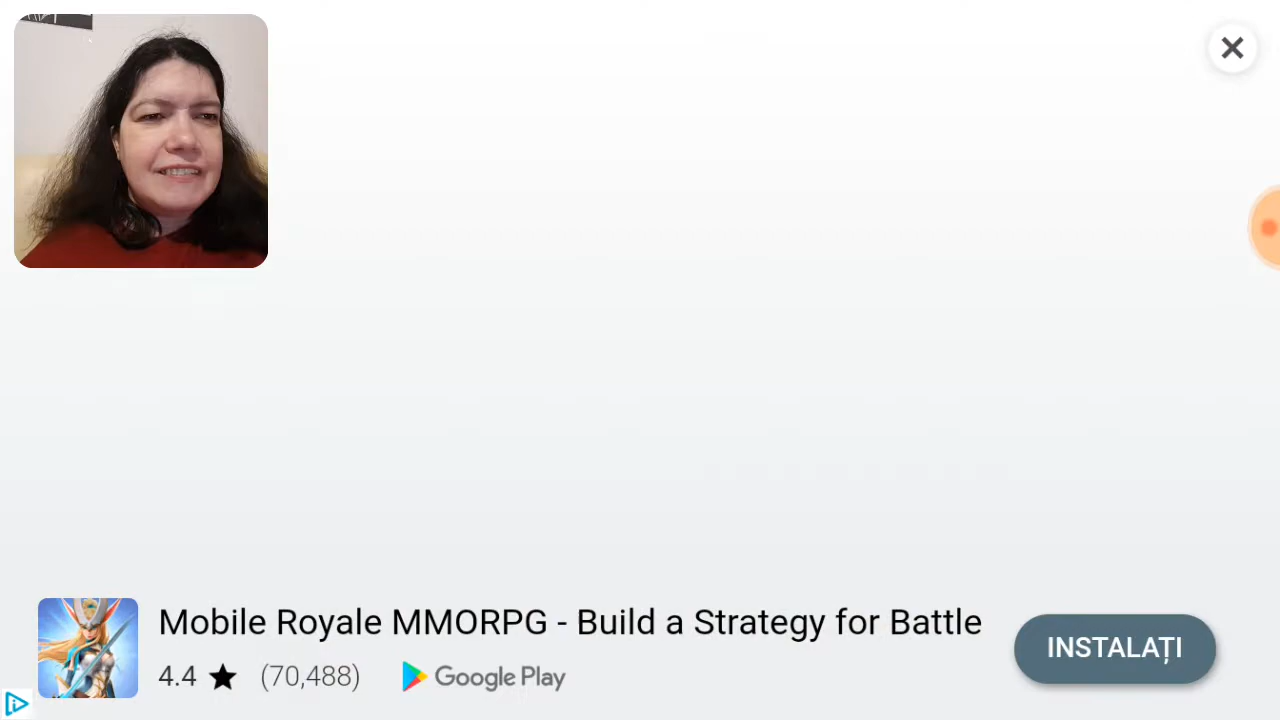 Mobile Royale MMORPG - Build a Strategy for Battle
4.4 ★ (70,488) Google Play
INSTALAȚI